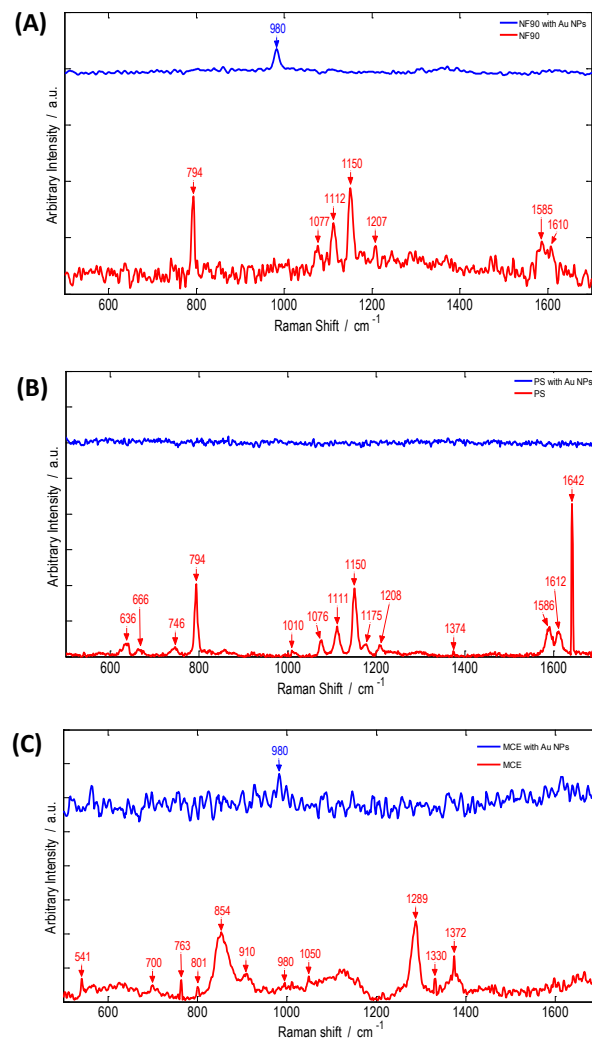 (A)
NF90 with Au NPs
NF90
980
794
1077
1112
1150
1207
1585
1610
Arbitrary Intensity / a.u.
600 800 1000 1200 1400 1600
Raman Shift / cm-1
(B)
PS with Au NPs
PS
636
666
746
794
1010
1076
1111
1150
1175
1208
1374
1586
1612
1642
Arbitrary Intensity / a.u.
600 800 1000 1200 1400 1600
Raman Shift / cm-1
(C)
MCE with Au NPs
MCE
980
541
700
763
801
854
910
980
1050
1289
1330
1372
Arbitrary Intensity / a.u.
600 800 1000 1200 1400 1600
Raman shift / cm-1